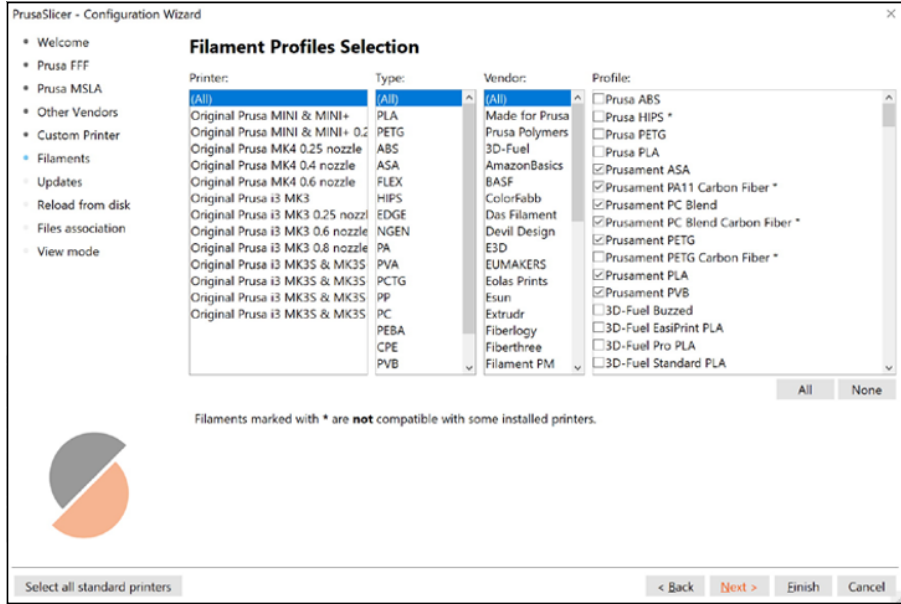 PrusaSlicer - Configuration Wizard
Welcome
Prusa FFF
Prusa MSLA
Other Vendors
Custom Printer
Filaments
Updates
Reload from disk
Files association
View mode
Filament Profiles Selection
Printer:
(All)
Original Prusa MINI & MINI+
Original Prusa MINI & MINI+ 0.2
Original Prusa MK4 0.25 nozzle
Original Prusa MK4 0.4 nozzle
Original Prusa MK4 0.6 nozzle
Original Prusa i3 MK3
Original Prusa i3 MK3 0.25 nozzl
Original Prusa i3 MK3 0.6 nozzle
Original Prusa i3 MK3 0.8 nozzle
Original Prusa i3 MK3S & MK3S
Original Prusa i3 MK3S & MK3S
Original Prusa i3 MK3S & MK3S
Original Prusa i3 MK3S & MK3S
Type:
(All)
PLA
PETG
ABS
ASA
FLEX
HIPS
EDGE
NGEN
PA
PVA
PCTG
PP
PC
PEBA
CPE
PVB
Vendor:
(All)
Made for Prusa
Prusa Polymers
3D-Fuel
AmazonBasics
BASF
ColorFabb
Das Filament
Devil Design
E3D
EUMAKERS
Eolas Prints
Esun
Extrudr
Fiberlogy
Fiberthree
Filament PM
Profile:
Prusa ABS
Prusa HIPS *
Prusa PETG
Prusa PLA
Prusament ASA
Prusament PA11 Carbon Fiber *
Prusament PC Blend
Prusament PC Blend Carbon Fiber *
Prusament PETG
Prusament PETG Carbon Fiber *
Prusament PLA
Prusament PVB
3D-Fuel Buzzed
3D-Fuel EasiPrint PLA
3D-Fuel Pro PLA
3D-Fuel Standard PLA
All
None
Filaments marked with * are not compatible with some installed printers.
Select all standard printers
< Back
Next >
Finish
Cancel